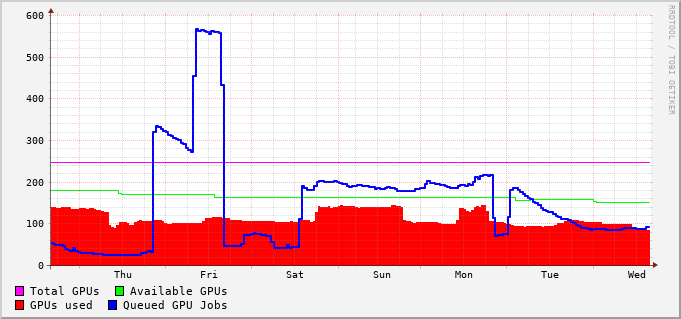 600
500
400
300
200
100
0
Thu Fri Sat Sun Mon Tue Wed
Total GPUs Available GPUs
GPUs used Queued GPU Jobs
RRDTOOL / TOBI OETIKER